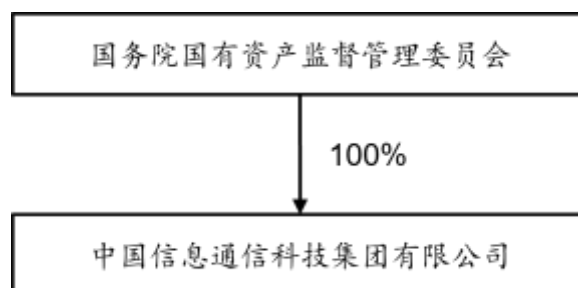 国务院国有资产监督管理委员会
100%
中国信息通信科技集团有限公司